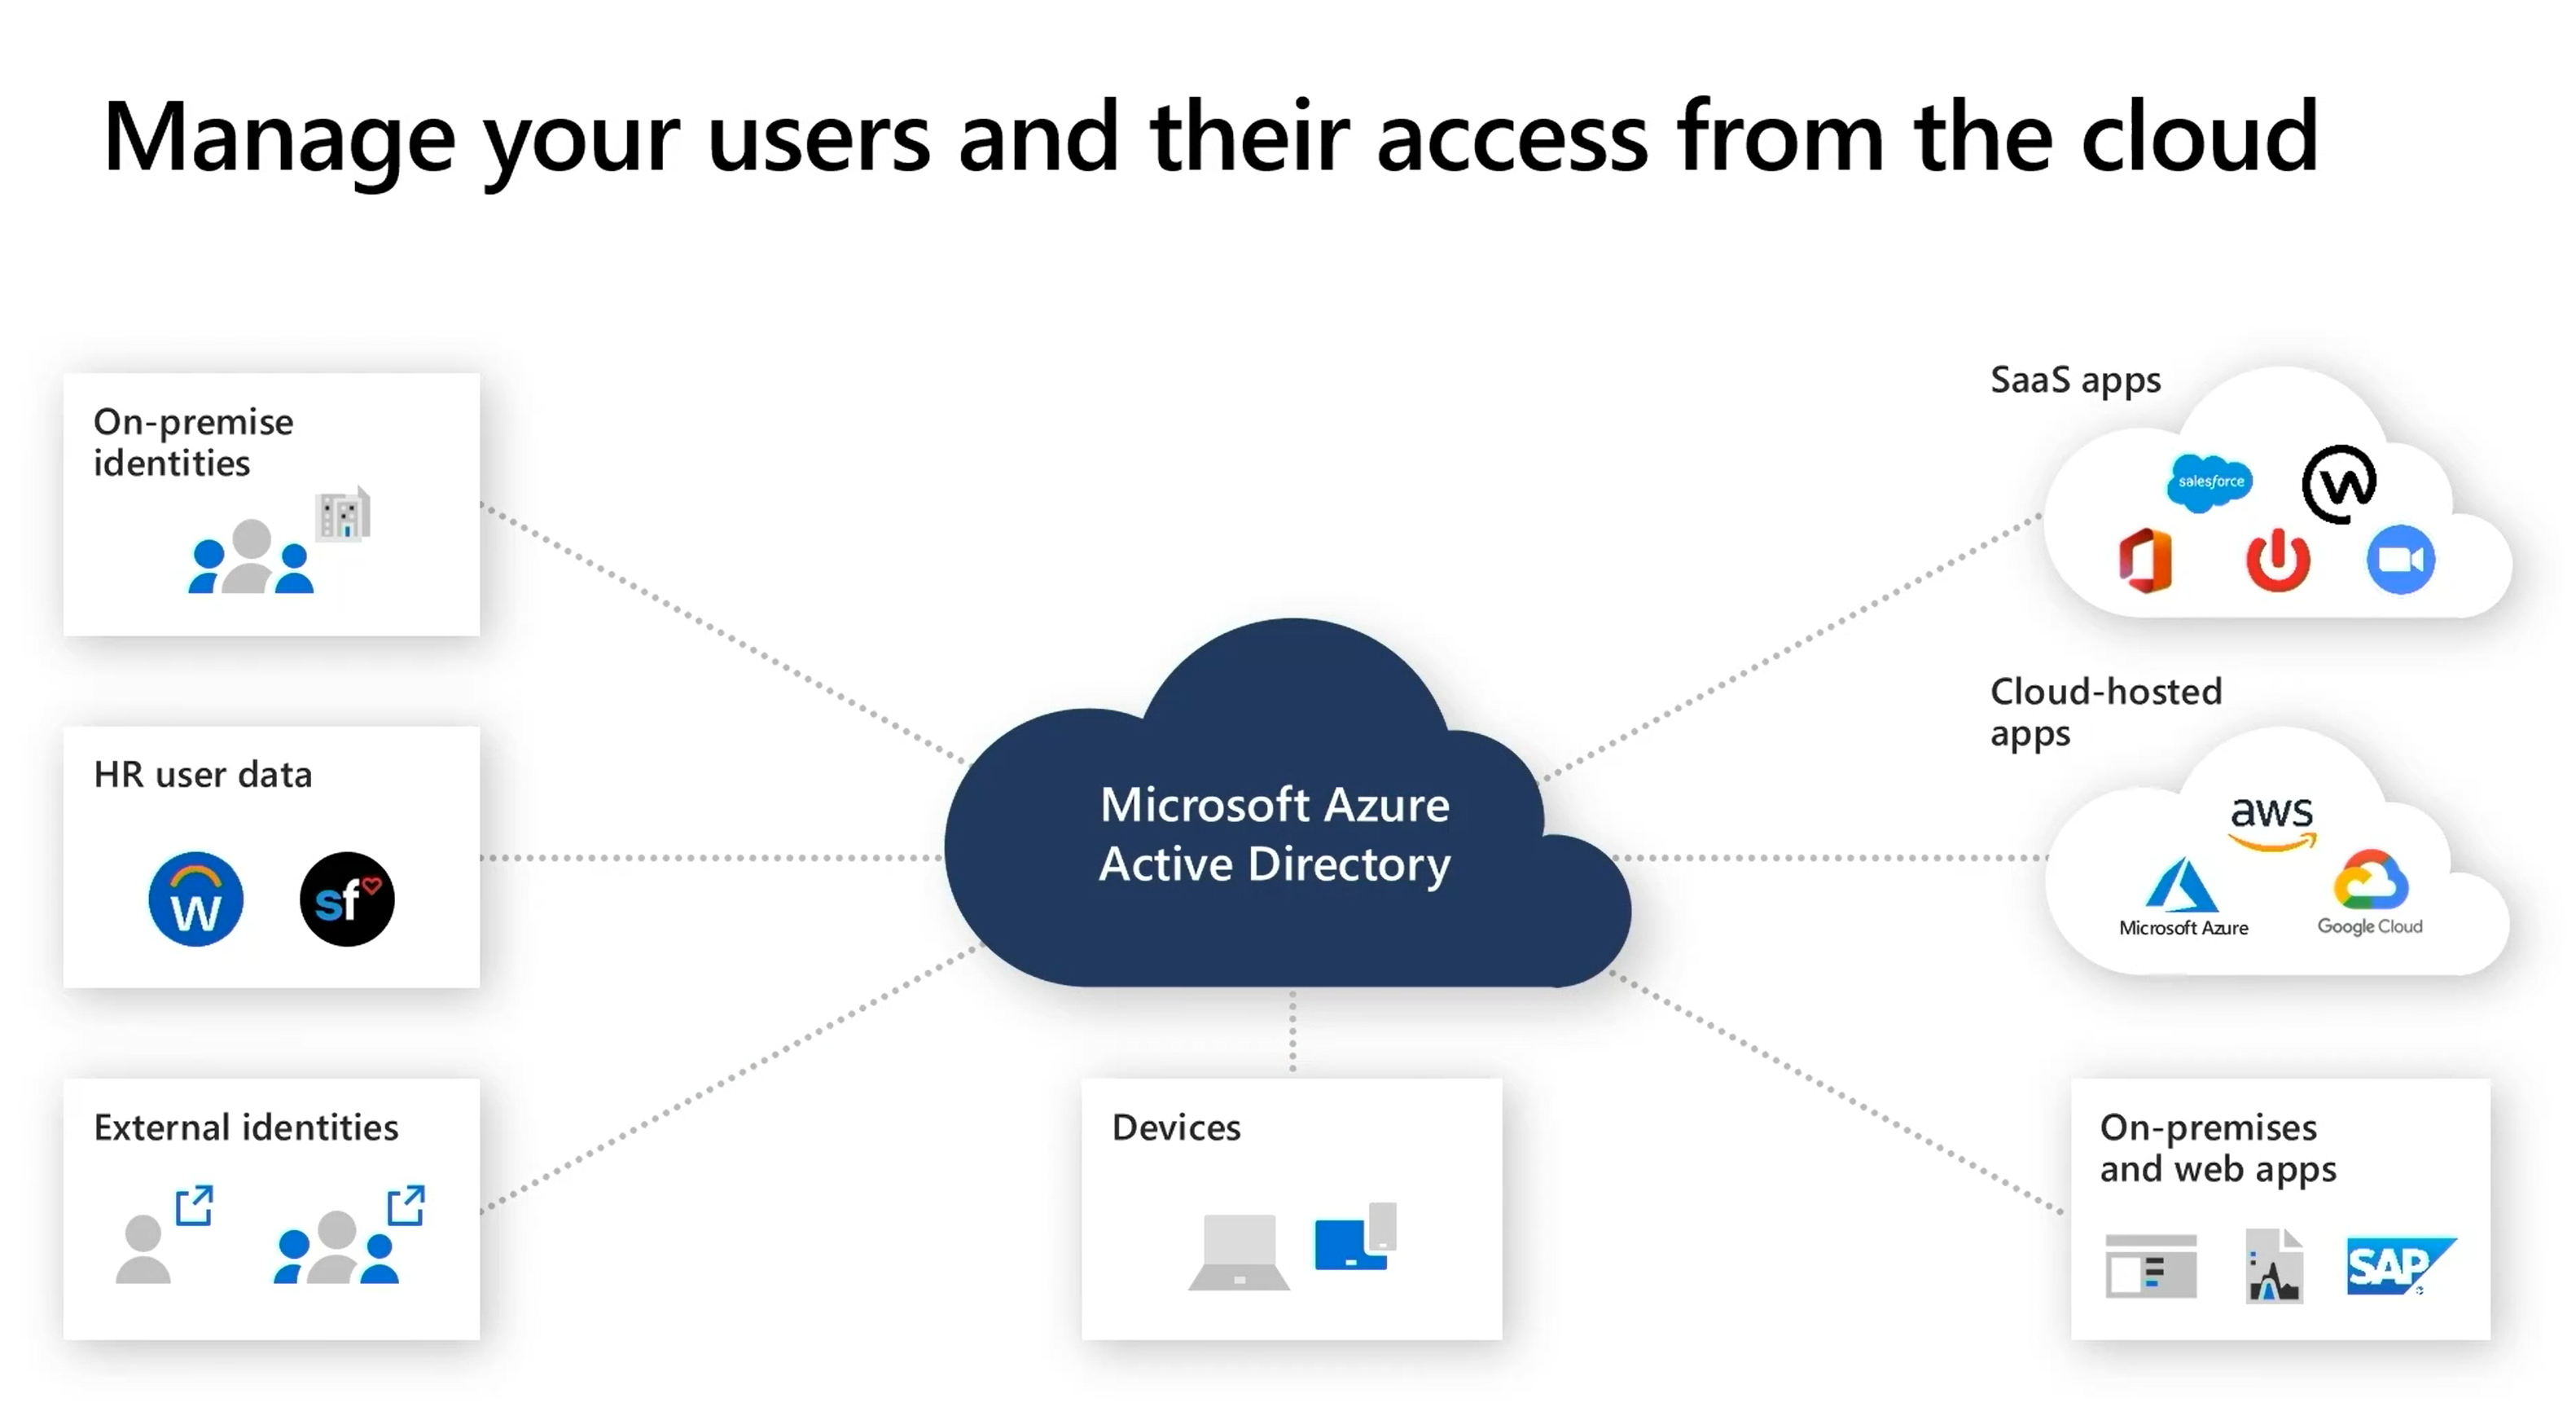 Manage your users and their access from the cloud
On-premise
identities
HR user data
W
sf
External identities
Microsoft Azure
Active Directory
Devices
SaaS apps
salesforce
W
Cloud-hosted
apps
aws
Microsoft Azure
Google Cloud
On-premises
and web apps
SAP